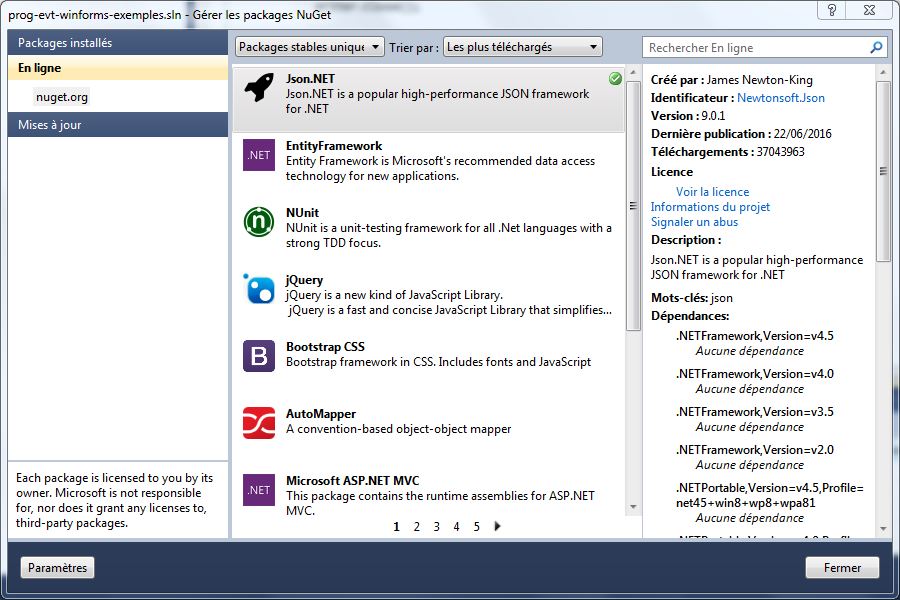 prog-evt-winforms-exemples.sln - Gérer les packages NuGet
Packages installés
En ligne
nuget.org
Mises à jour
Each package is licensed to you by its
owner. Microsoft is not responsible
for, nor does it grant any licenses to,
third-party packages.
Packages stables unique
Trier par :
Les plus téléchargés
Json.NET
Json.NET is a popular high-performance JSON framework
for .NET
.NET
EntityFramework
Entity Framework is Microsoft's recommended data access
technology for new applications.
n
NUnit
NUnit is a unit-testing framework for all .Net languages with a
strong TDD focus.
jQuery
jQuery is a new kind of JavaScript Library.
jQuery is a fast and concise JavaScript Library that simplifies...
B
Bootstrap CSS
Bootstrap framework in CSS. Includes fonts and JavaScript
AutoMapper
A convention-based object-object mapper
.NET
Microsoft ASP.NET MVC
This package contains the runtime assemblies for ASP.NET
MVC.
1 2 3 4 5
Rechercher En ligne
Créé par : James Newton-King
Identificateur : Newtonsoft.Json
Version : 9.0.1
Dernière publication : 22/06/2016
Téléchargements : 37043963
Licence
Voir la licence
Informations du projet
Signaler un abus
Description :
Json.NET is a popular high-performance
JSON framework for .NET
Mots-clés: json
Dépendances:
.NETFramework,Version=v4.5
Aucune dépendance
.NETFramework,Version=v4.0
Aucune dépendance
.NETFramework,Version=v3.5
Aucune dépendance
.NETFramework,Version=v2.0
Aucune dépendance
.NETPortable,Version=v4.5,Profile=
net45+win8+wp8+wpa81
Aucune dépendance
Paramètres
Fermer